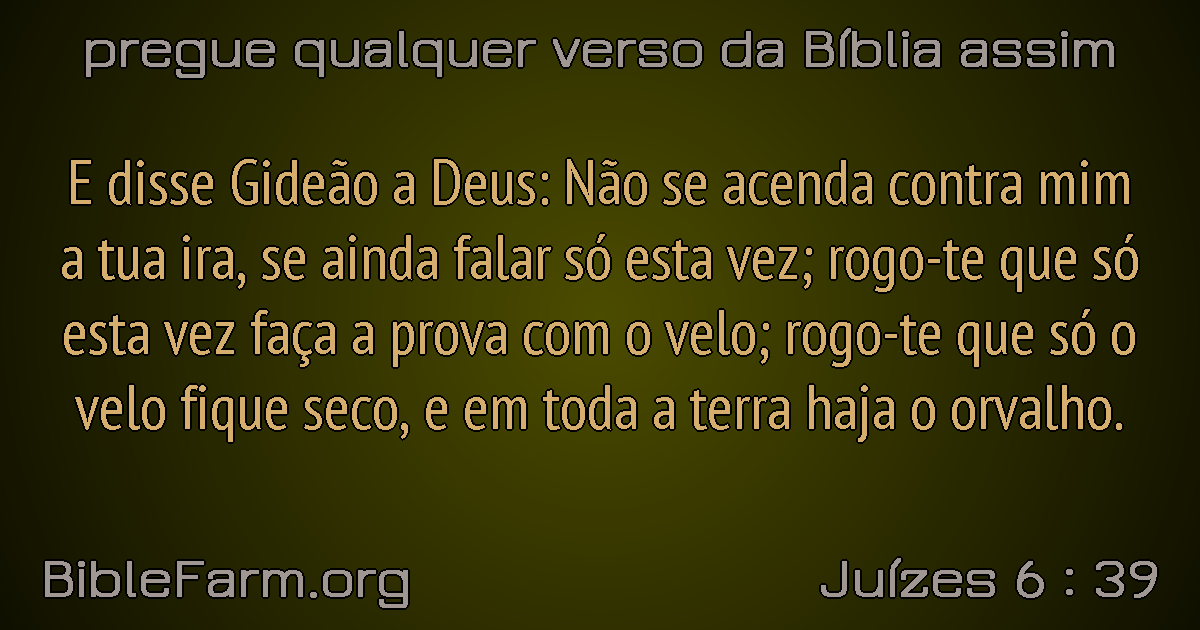 pregue qualquer verso da Bíblia assim
E disse Gideão a Deus: Não se acenda contra mim
a tua ira, se ainda falar só esta vez; rogo-te que só
esta vez faça a prova com o velo; rogo-te que só o
velo fique seco, e em toda a terra haja o orvalho.
BibleFarm.org
Juízes 6 : 39